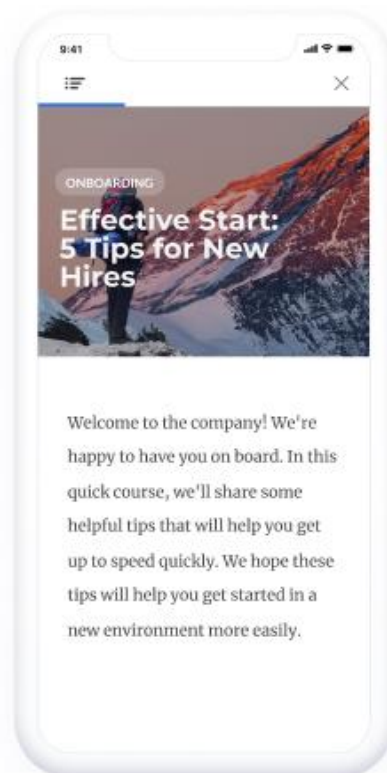 9:41
ONBOARDING
Effective Start:
5 Tips for New
Hires
Welcome to the company! We're
happy to have you on board. In this
quick course, we'll share some
helpful tips that will help you get
up to speed quickly. We hope these
tips will help you get started in a
new environment more easily.